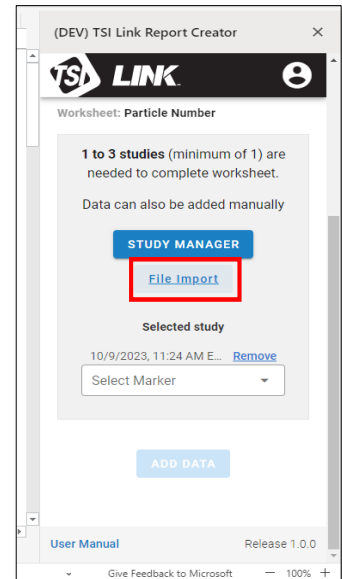 (DEV) TSI Link Report Creator
TSI LINK
Worksheet: Particle Number
1 to 3 studies (minimum of 1) are
needed to complete worksheet.
Data can also be added manually
STUDY MANAGER
File Import
Selected study
10/9/2023, 11:24 AM E... Remove
Select Marker
ADD DATA
User Manual Release 1.0.0
Give Feedback to Microsoft — 100% +